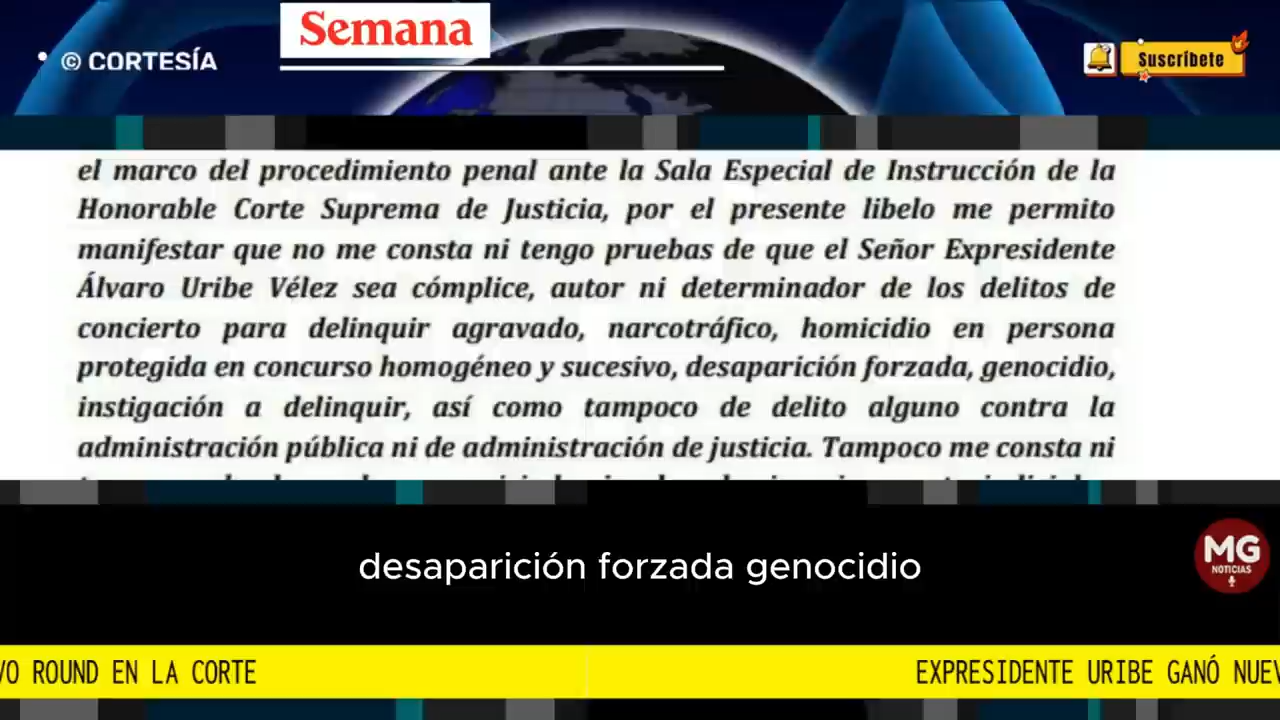 Semana
© CORTESÍA
Suscríbete
el marco del procedimiento penal ante la Sala Especial de Instrucción de la
Honorable Corte Suprema de Justicia, por el presente libelo me permito
manifestar que no me consta ni tengo pruebas de que el Señor Expresidente
Álvaro Uribe Vélez sea cómplice, autor ni determinador de los delitos de
concierto para delinquir agravado, narcotráfico, homicidio en persona
protegida en concurso homogéneo y sucesivo, desaparición forzada, genocidio,
instigación a delinquir, así como tampoco de delito alguno contra la
administración pública ni de administración de justicia. Tampoco me consta ni
desaparición forzada genocidio
MG
NOTICIAS
VO ROUND EN LA CORTE
EXPRESIDENTE URIBE GANÓ NUEV